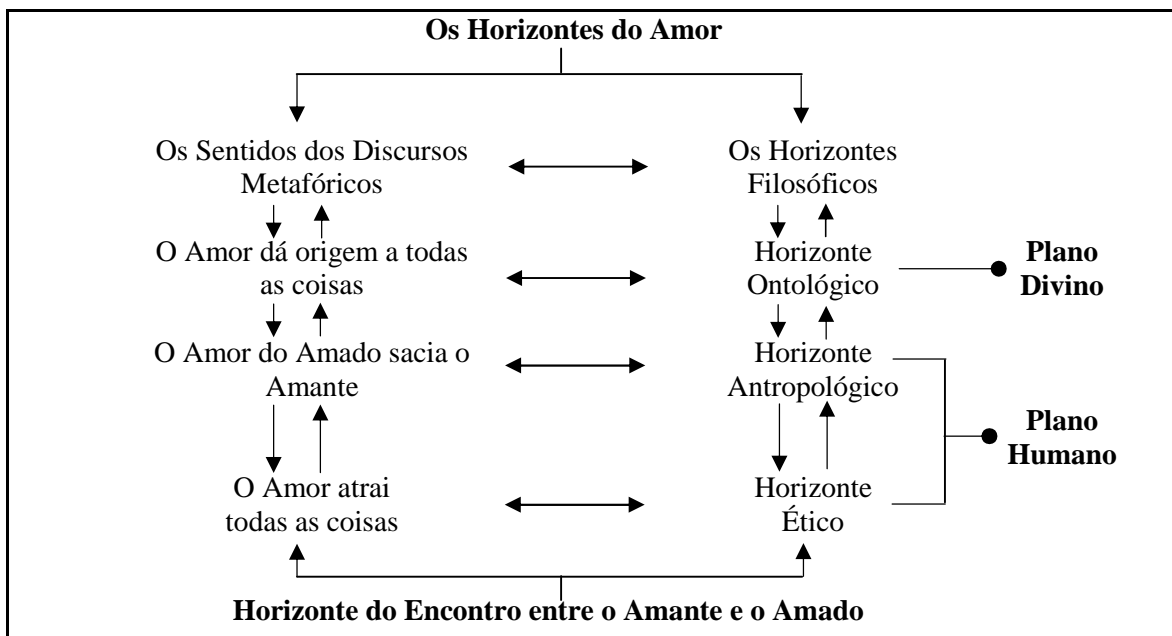 Os Horizontes do Amor
Os Sentidos dos Discursos
Metafóricos
Os Horizontes
Filosóficos
O Amor dá origem a todas
as coisas
Horizonte
Ontológico
Plano
Divino
O Amor do Amado sacia o
Amante
Horizonte
Antropológico
Plano
Humano
O Amor atrai
todas as coisas
Horizonte
Ético
Horizonte do Encontro entre o Amante e o Amado